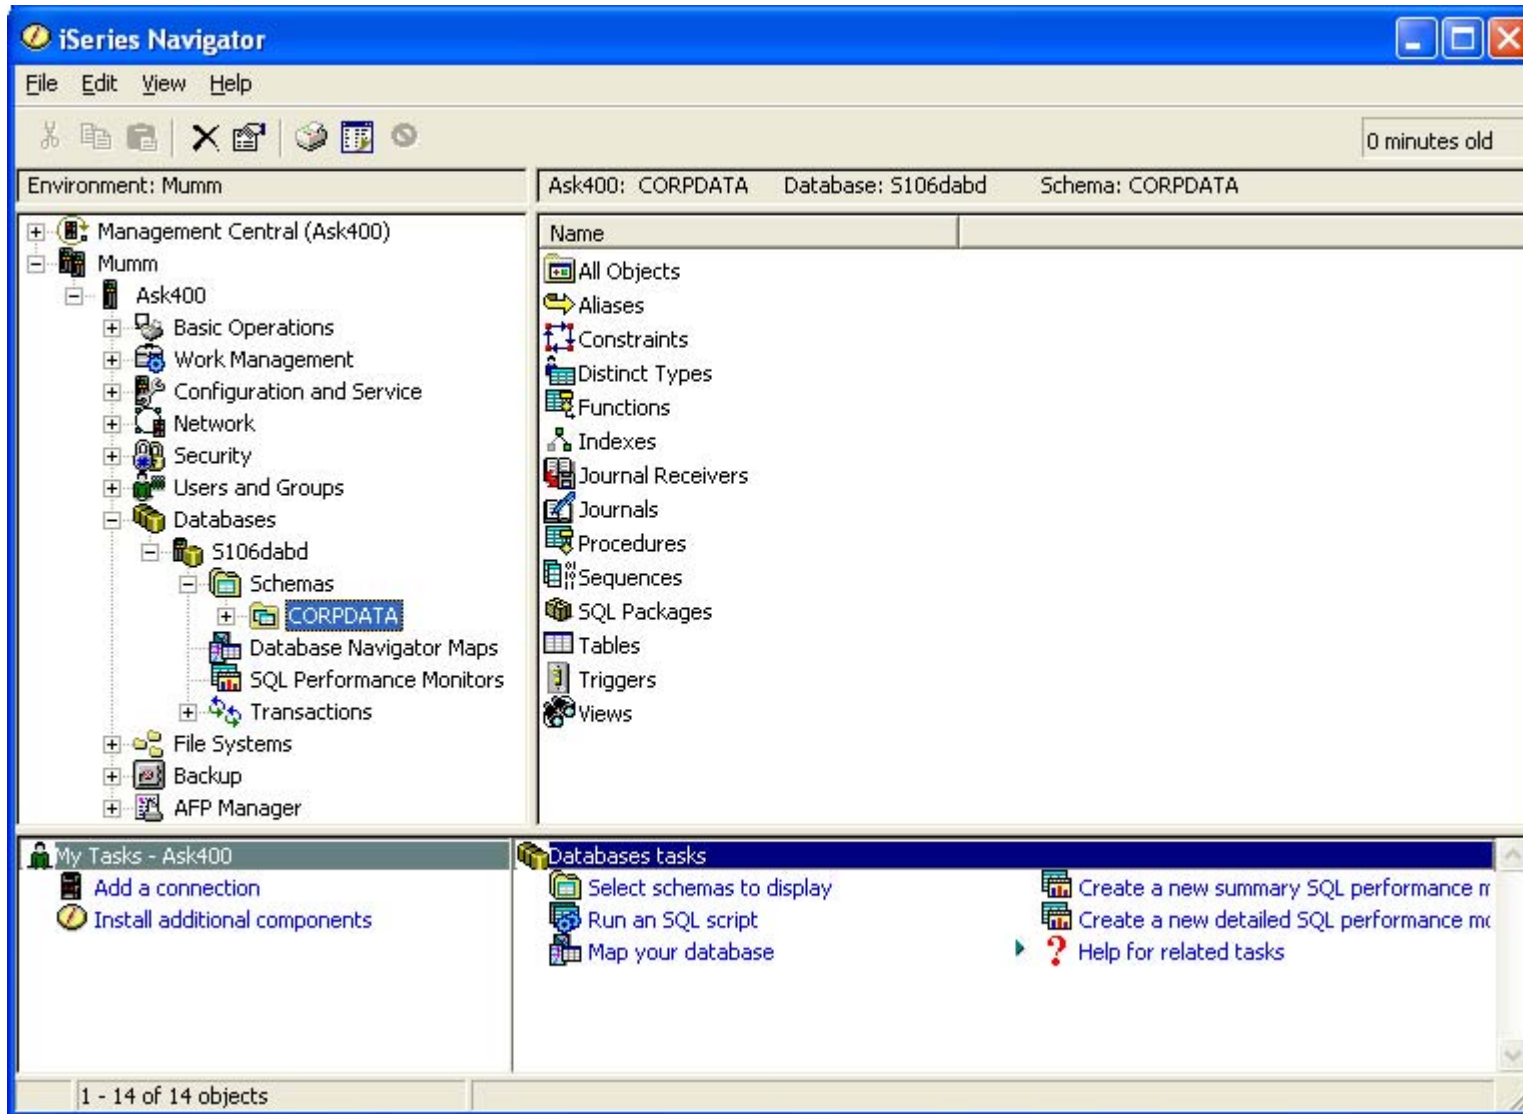 iSeries Navigator
File Edit View Help
0 minutes old
Environment: Mumm
Ask400: CORPDATA Database: S106dabd Schema: CORPDATA
Management Central (Ask400)
Mumm
Ask400
Basic Operations
Work Management
Configuration and Service
Network
Security
Users and Groups
Databases
S106dabd
Schemas
CORPDATA
Database Navigator Maps
SQL Performance Monitors
Transactions
File Systems
Backup
AFP Manager
Name
All Objects
Aliases
Constraints
Distinct Types
Functions
Indexes
Journal Receivers
Journals
Procedures
Sequences
SQL Packages
Tables
Triggers
Views
My Tasks - Ask400
Add a connection
Install additional components
Databases tasks
Select schemas to display
Run an SQL script
Map your database
Create a new summary SQL performance m
Create a new detailed SQL performance mo
? Help for related tasks
1 - 14 of 14 objects